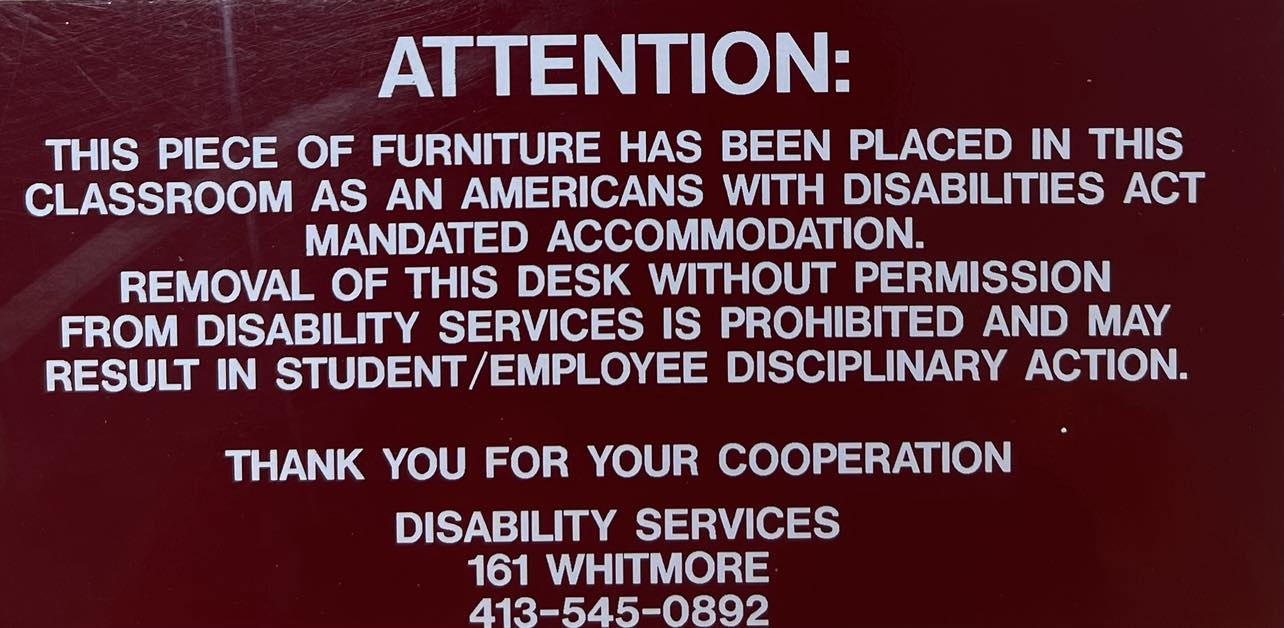 ATTENTION:
THIS PIECE OF FURNITURE HAS BEEN PLACED IN THIS
CLASSROOM AS AN AMERICANS WITH DISABILITIES ACT
MANDATED ACCOMMODATION.
REMOVAL OF THIS DESK WITHOUT PERMISSION
FROM DISABILITY SERVICES IS PROHIBITED AND MAY
RESULT IN STUDENT/EMPLOYEE DISCIPLINARY ACTION.
THANK YOU FOR YOUR COOPERATION
DISABILITY SERVICES
161 WHITMORE
413-545-0892